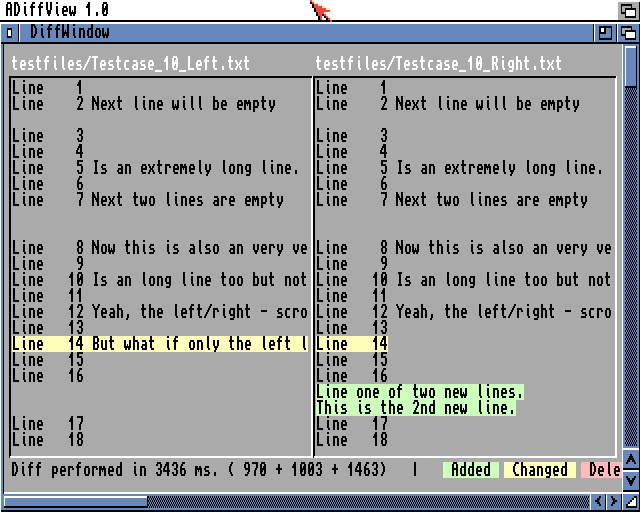 ADiffView 1.0
DiffWindow
testfiles/Testcase_10_Left.txt testfiles/Testcase_10_Right.txt
Line 1 Line 1
Line 2 Next line will be empty Line 2 Next line will be empty
Line 3 Line 3
Line 4 Line 4
Line 5 Is an extremely long line. Line 5 Is an extremely long line.
Line 6 Line 6
Line 7 Next two lines are empty Line 7 Next two lines are empty
Line 8 Now this is also an very ve Line 8 Now this is also an very ve
Line 9 Line 9
Line 10 Is an long line too but not Line 10 Is an long line too but not
Line 11 Line 11
Line 12 Yeah, the left/right - scro Line 12 Yeah, the left/right - scro
Line 13 Line 13
Line 14 But what if only the left l Line 14
Line 15 Line 15
Line 16 Line 16
Line one of two new lines.
This is the 2nd new line.
Line 17 Line 17
Line 18 Line 18
Diff performed in 3436 ms. ( 970 + 1003 + 1463) | Added Changed Dele